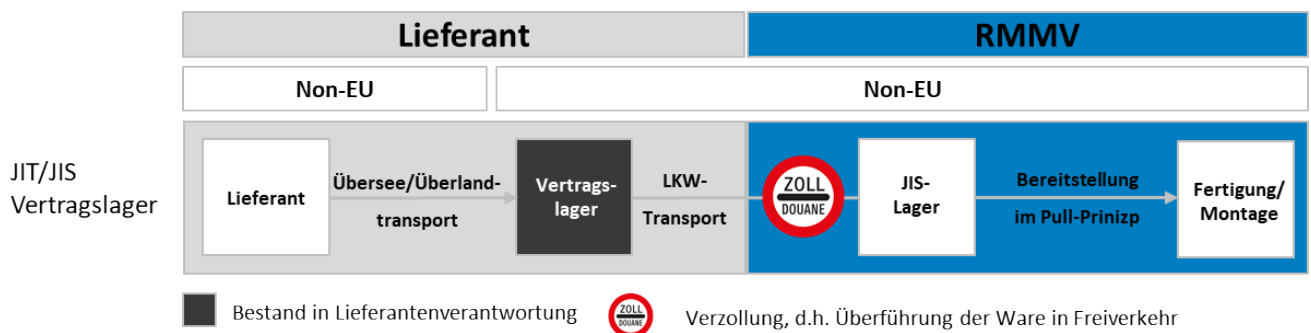 Lieferant
RMMV
Non-EU
Non-EU
JIT/JIS
Vertragslager
Lieferant
Übersee/Überland-
transport
Vertrags-
lager
LKW-
Transport
ZOLL
DOUANE
JIS-
Lager
Bereitstellung
im Pull-Prinizp
Fertigung/
Montage
Bestand in Lieferantenverantwortung
ZOLL
DOUANE
Verzollung, d.h. Überführung der Ware in Freiverkehr